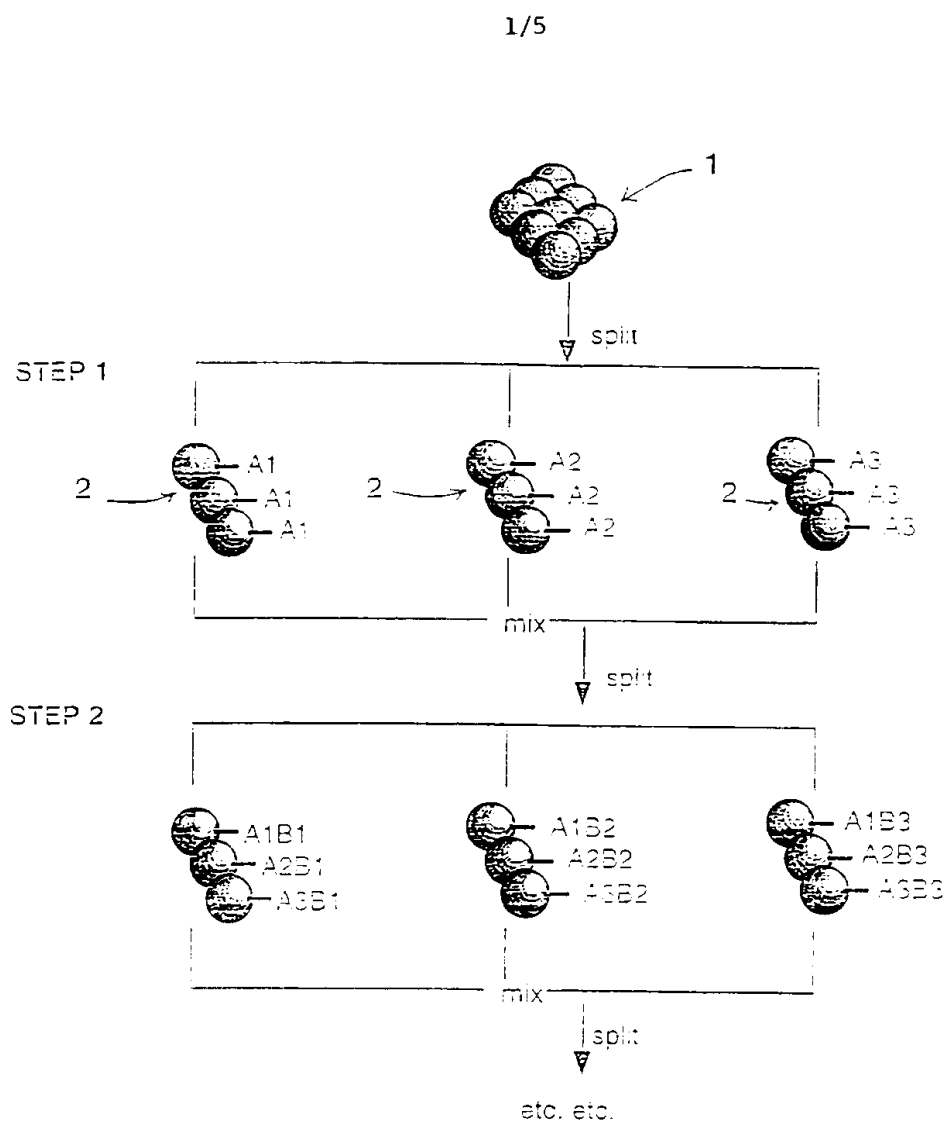 1/5
1
split
STEP 1
A1
A1
A1
2
A2
A2
A2
2
A3
A3
A3
2
mix
split
STEP 2
A1B1
A2B1
A3B1
A1B2
A2B2
A3B2
A1B3
A2B3
A3B3
mix
split
etc. etc.